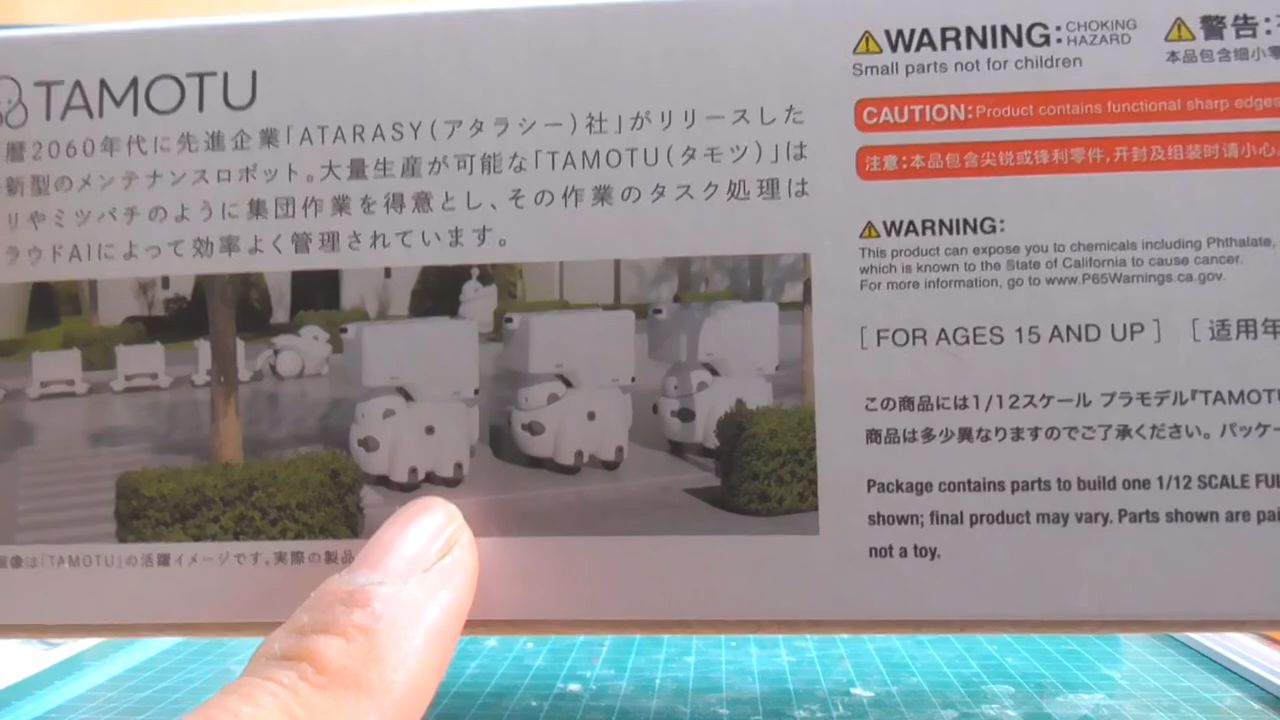 TAMOTU
暦2060年代に先進企業「ATARASY(アタラシー)社」がリリースした
新型のメンテナンスロボット。大量生産が可能な「TAMOTU(タモツ)」は
リやミツバチのように集団作業を得意とし、その作業のタスク処理は
ラウドAIによって効率よく管理されています。
画像は「TAMOTU」の活躍イメージです。実際の製品
WARNING: CHOKING HAZARD
Small parts not for children
警告:
本品包含细小零
CAUTION: Product contains functional sharp edges
注意:本品包含尖锐或锋利零件,开封及组装时请小心。
WARNING:
This product can expose you to chemicals including Phthalate,
which is known to the State of California to cause cancer.
For more information, go to www.P65Warnings.ca.gov.
[ FOR AGES 15 AND UP ] [ 适用年
この商品には1/12スケール プラモデル『TAMOTU
商品は多少異なりますのでご了承ください。パッケー
Package contains parts to build one 1/12 SCALE FUL
shown; final product may vary. Parts shown are pai
not a toy.